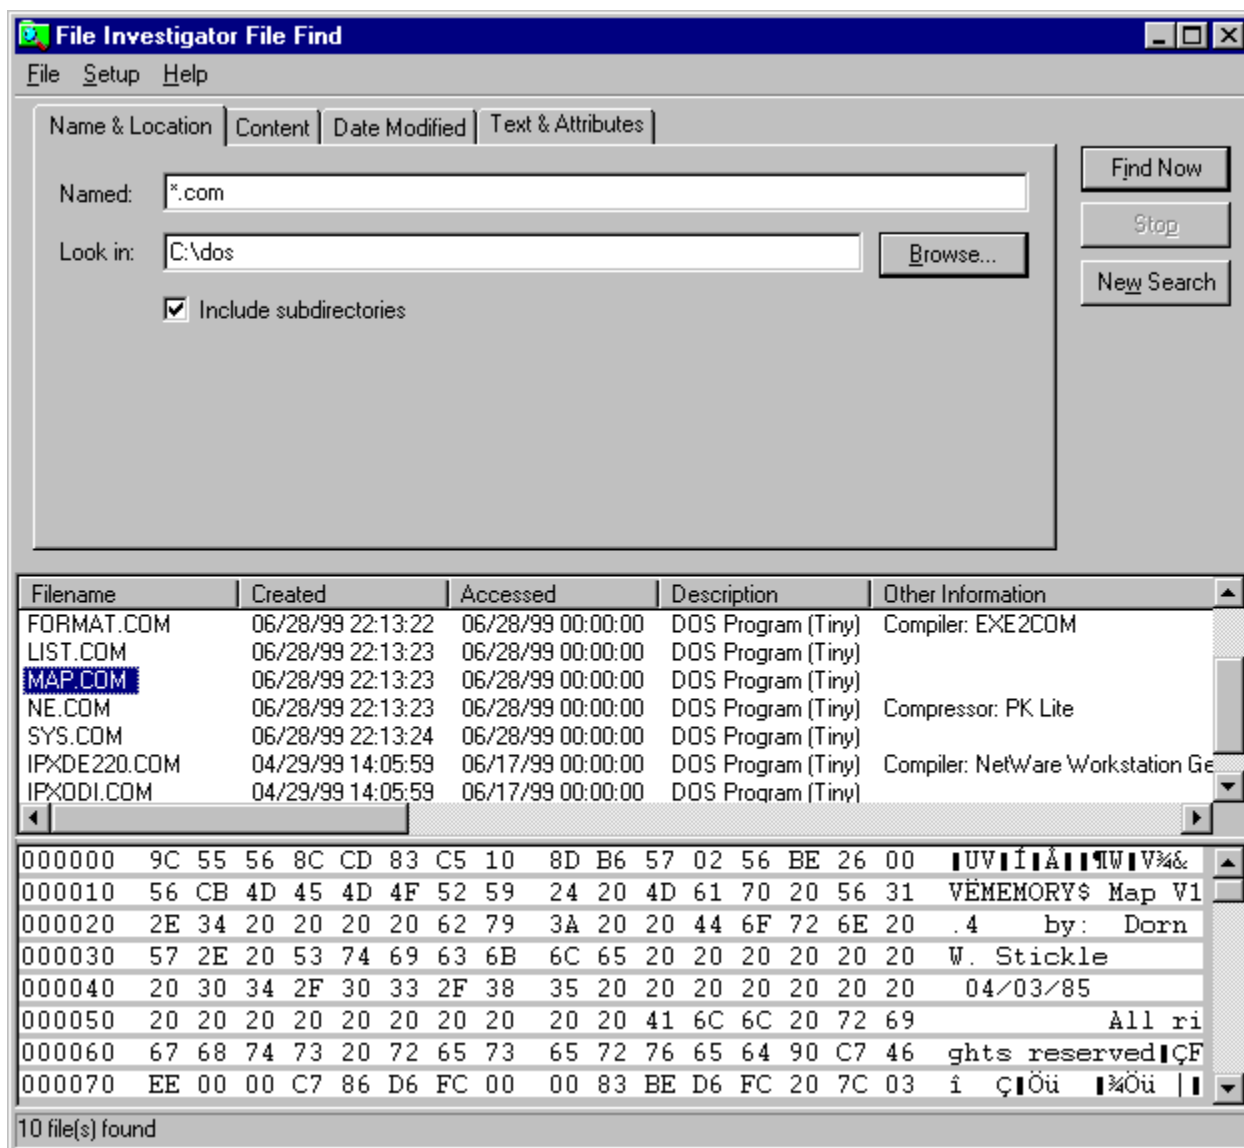 File Investigator File Find
File Setup Help
Name & Location Content Date Modified Text & Attributes
Named: *.com
Find Now
Look in: C:\dos Browse...
Stop
New Search
Include subdirectories
Filename Created Accessed Description Other Information
FORMAT.COM 06/28/99 22:13:22 06/28/99 00:00:00 DOS Program (Tiny) Compiler: EXE2COM
LIST.COM 06/28/99 22:13:23 06/28/99 00:00:00 DOS Program (Tiny)
MAP.COM 06/28/99 22:13:23 06/28/99 00:00:00 DOS Program (Tiny)
NE.COM 06/28/99 22:13:23 06/28/99 00:00:00 DOS Program (Tiny) Compressor: PK Lite
SYS.COM 06/28/99 22:13:24 06/28/99 00:00:00 DOS Program (Tiny)
IPXDE220.COM 04/29/99 14:05:59 06/17/99 00:00:00 DOS Program (Tiny) Compiler: NetWare Workstation Ge
IPXODI.COM 04/29/99 14:05:59 06/17/99 00:00:00 DOS Program (Tiny)
000000 9C 55 56 8C CD 83 C5 10 8D B6 57 02 56 BE 26 00 ▮UV▮Í▮Å▮▮¶W▮V¾&
000010 56 CB 4D 45 4D 4F 52 59 24 20 4D 61 70 20 56 31 VËMEMORY$ Map V1
000020 2E 34 20 20 20 20 62 79 3A 20 20 44 6F 72 6E 20 .4 by: Dorn
000030 57 2E 20 53 74 69 63 6B 6C 65 20 20 20 20 20 20 W. Stickle
000040 20 30 34 2F 30 33 2F 38 35 20 20 20 20 20 20 20 04/03/85
000050 20 20 20 20 20 20 20 20 20 20 41 6C 6C 20 72 69 All ri
000060 67 68 74 73 20 72 65 73 65 72 76 65 64 90 C7 46 ghts reserved▮ÇF
000070 EE 00 00 C7 86 D6 FC 00 00 83 BE D6 FC 20 7C 03 î Ç▮Öü ▮¾Öü |▮
10 file(s) found